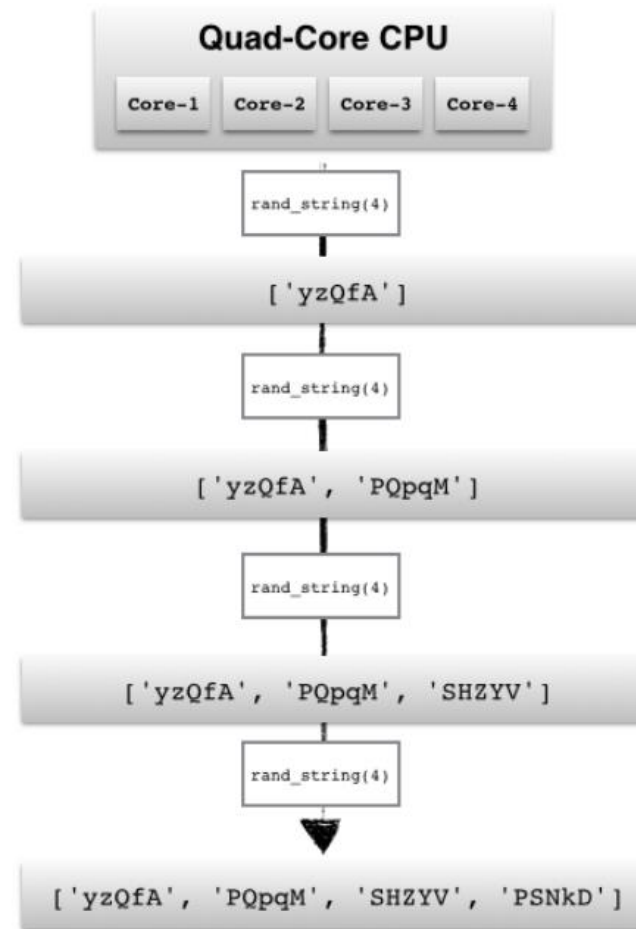 Quad-Core CPU
Core-1 Core-2 Core-3 Core-4
rand_string(4)
['yzQfA']
rand_string(4)
['yzQfA', 'PQpqM']
rand_string(4)
['yzQfA', 'PQpqM', 'SHZYV']
rand_string(4)
['yzQfA', 'PQpqM', 'SHZYV', 'PSNkD']